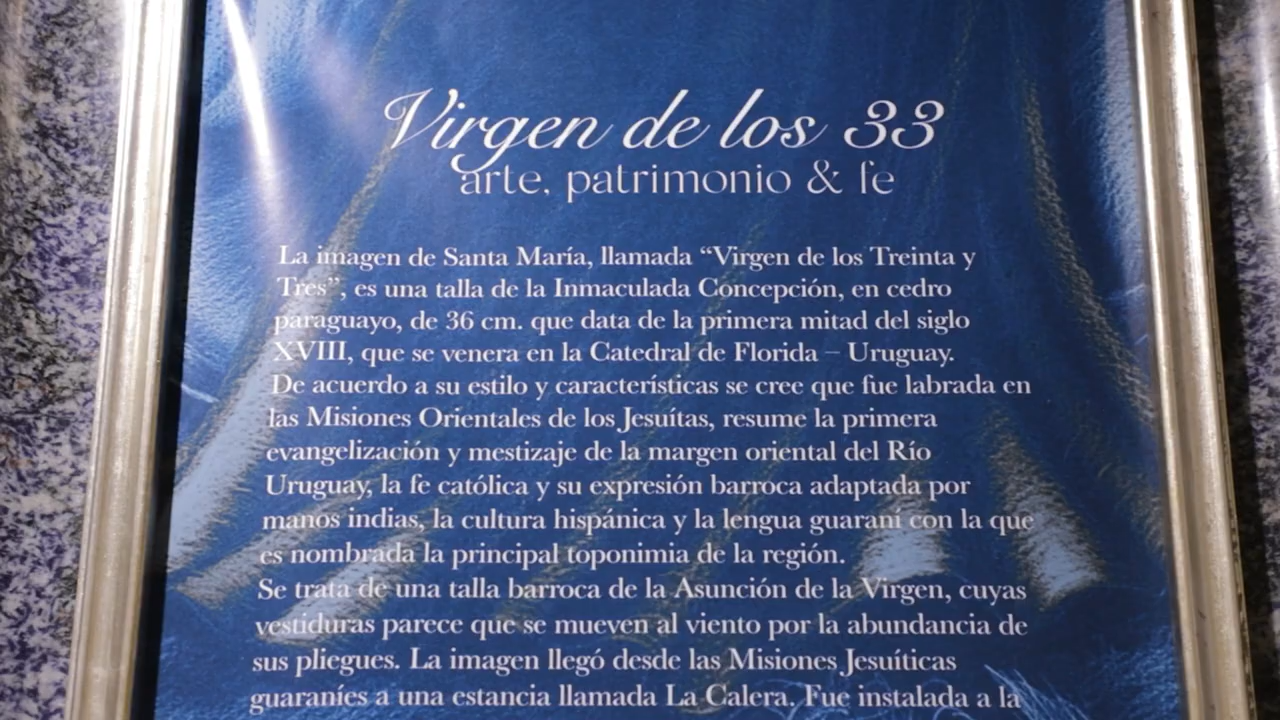 Virgen de los 33
arte, patrimonio & fe
La imagen de Santa María, llamada “Virgen de los Treinta y
Tres”, es una talla de la Inmaculada Concepción, en cedro
paraguayo, de 36 cm. que data de la primera mitad del siglo
XVIII, que se venera en la Catedral de Florida – Uruguay.
De acuerdo a su estilo y características se cree que fue labrada en
las Misiones Orientales de los Jesuítas, resume la primera
evangelización y mestizaje de la margen oriental del Río
Uruguay, la fe católica y su expresión barroca adaptada por
manos indias, la cultura hispánica y la lengua guaraní con la que
es nombrada la principal toponimia de la región.
Se trata de una talla barroca de la Asunción de la Virgen, cuyas
vestiduras parece que se mueven al viento por la abundancia de
sus pliegues. La imagen llegó desde las Misiones Jesuíticas
guaraníes a una estancia llamada La Calera. Fue instalada a la